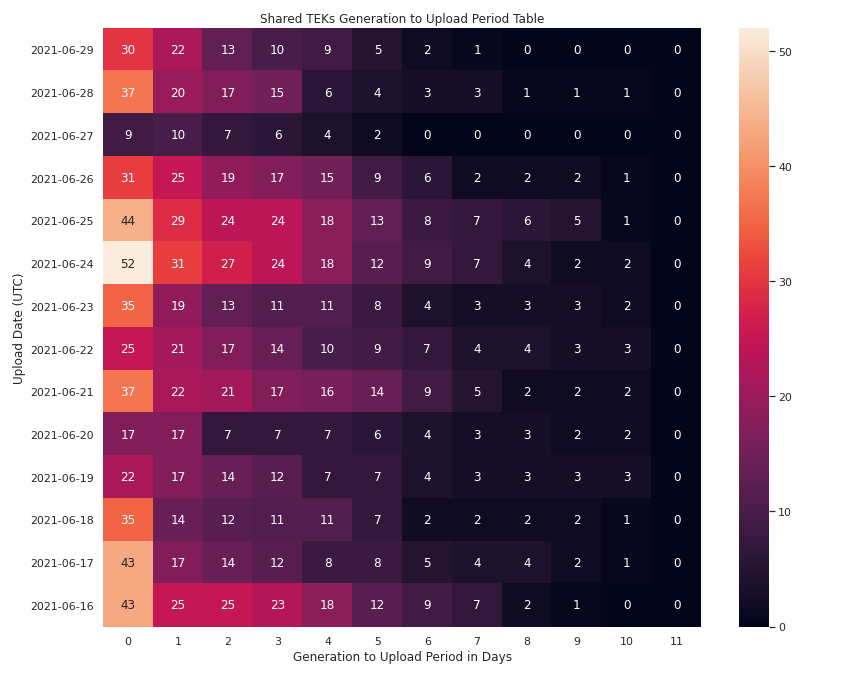 Shared TEKs Generation to Upload Period Table
Upload Date (UTC)
2021-06-29 30 22 13 10 9 5 2 1 0 0 0 0
2021-06-28 37 20 17 15 6 4 3 3 1 1 1 0
2021-06-27 9 10 7 6 4 2 0 0 0 0 0 0
2021-06-26 31 25 19 17 15 9 6 2 2 2 1 0
2021-06-25 44 29 24 24 18 13 8 7 6 5 1 0
2021-06-24 52 31 27 24 18 12 9 7 4 2 2 0
2021-06-23 35 19 13 11 11 8 4 3 3 3 2 0
2021-06-22 25 21 17 14 10 9 7 4 4 3 3 0
2021-06-21 37 22 21 17 16 14 9 5 2 2 2 0
2021-06-20 17 17 7 7 7 6 4 3 3 2 2 0
2021-06-19 22 17 14 12 7 7 4 3 3 3 3 0
2021-06-18 35 14 12 11 11 7 2 2 2 2 1 0
2021-06-17 43 17 14 12 8 8 5 4 4 2 1 0
2021-06-16 43 25 25 23 18 12 9 7 2 1 0 0
0 1 2 3 4 5 6 7 8 9 10 11
Generation to Upload Period in Days
50
40
30
20
10
0